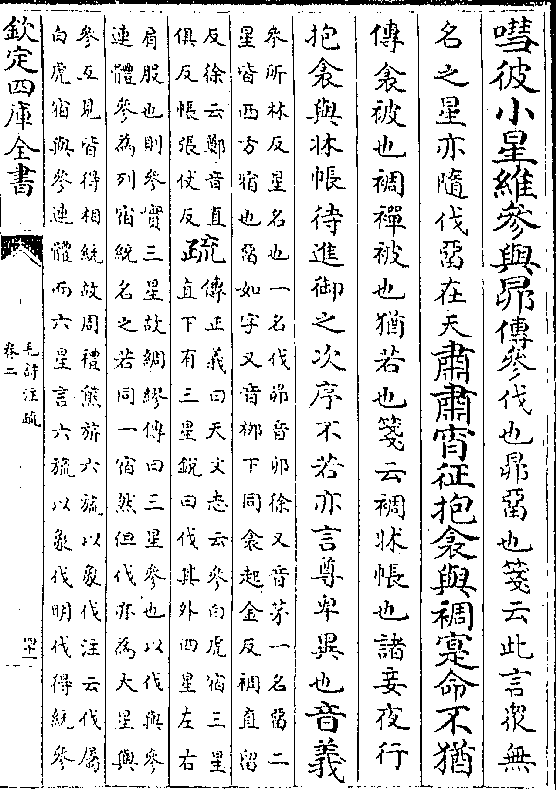 嘒彼小星維參與昴傳參伐也昴畱也箋云此言衆無
名之星亦隨伐畱在天肅肅宵征抱衾與裯寔命不猶
傳衾被也裯禪被也猶若也箋云裯牀帳也諸妾夜行
抱衾與牀帳待進御之次序不若亦言尊卑異也音義
參所林反星名也一名伐昴音卯徐又音茅一名畱二
星皆西方宿也畱如字又音柳下同衾起金反裯直留
反徐云鄭音直
俱反帳張仗反
疏
傳正義曰天文志云參白虎宿三星
直下有三星銳曰伐其外四星左右
肩股也則參實三星故綢繆傳曰三星參也以伐與參
連體參為列宿統名之若同一宿然但伐亦為大星與
參互見皆得相統故周禮熊旂六旒以象伐注云伐屬
白虎宿與參連體而六星言六旒以象伐明伐得統參
欽定四庫全書
毛詩注疏
卷二